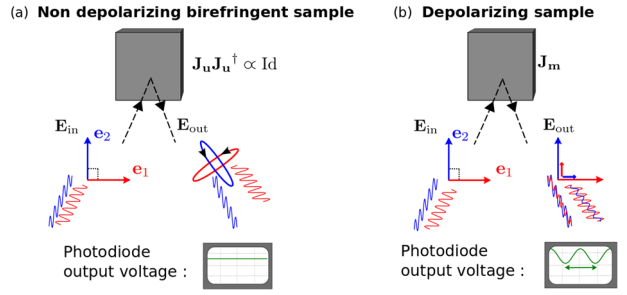 (a) Non depolarizing birefringent sample
J_u J_u^† ∝ Id
E_in
e_2
e_1
E_out
Photodiode
output voltage :
(b) Depolarizing sample
J_m
E_in
e_2
e_1
E_out
Photodiode
output voltage :